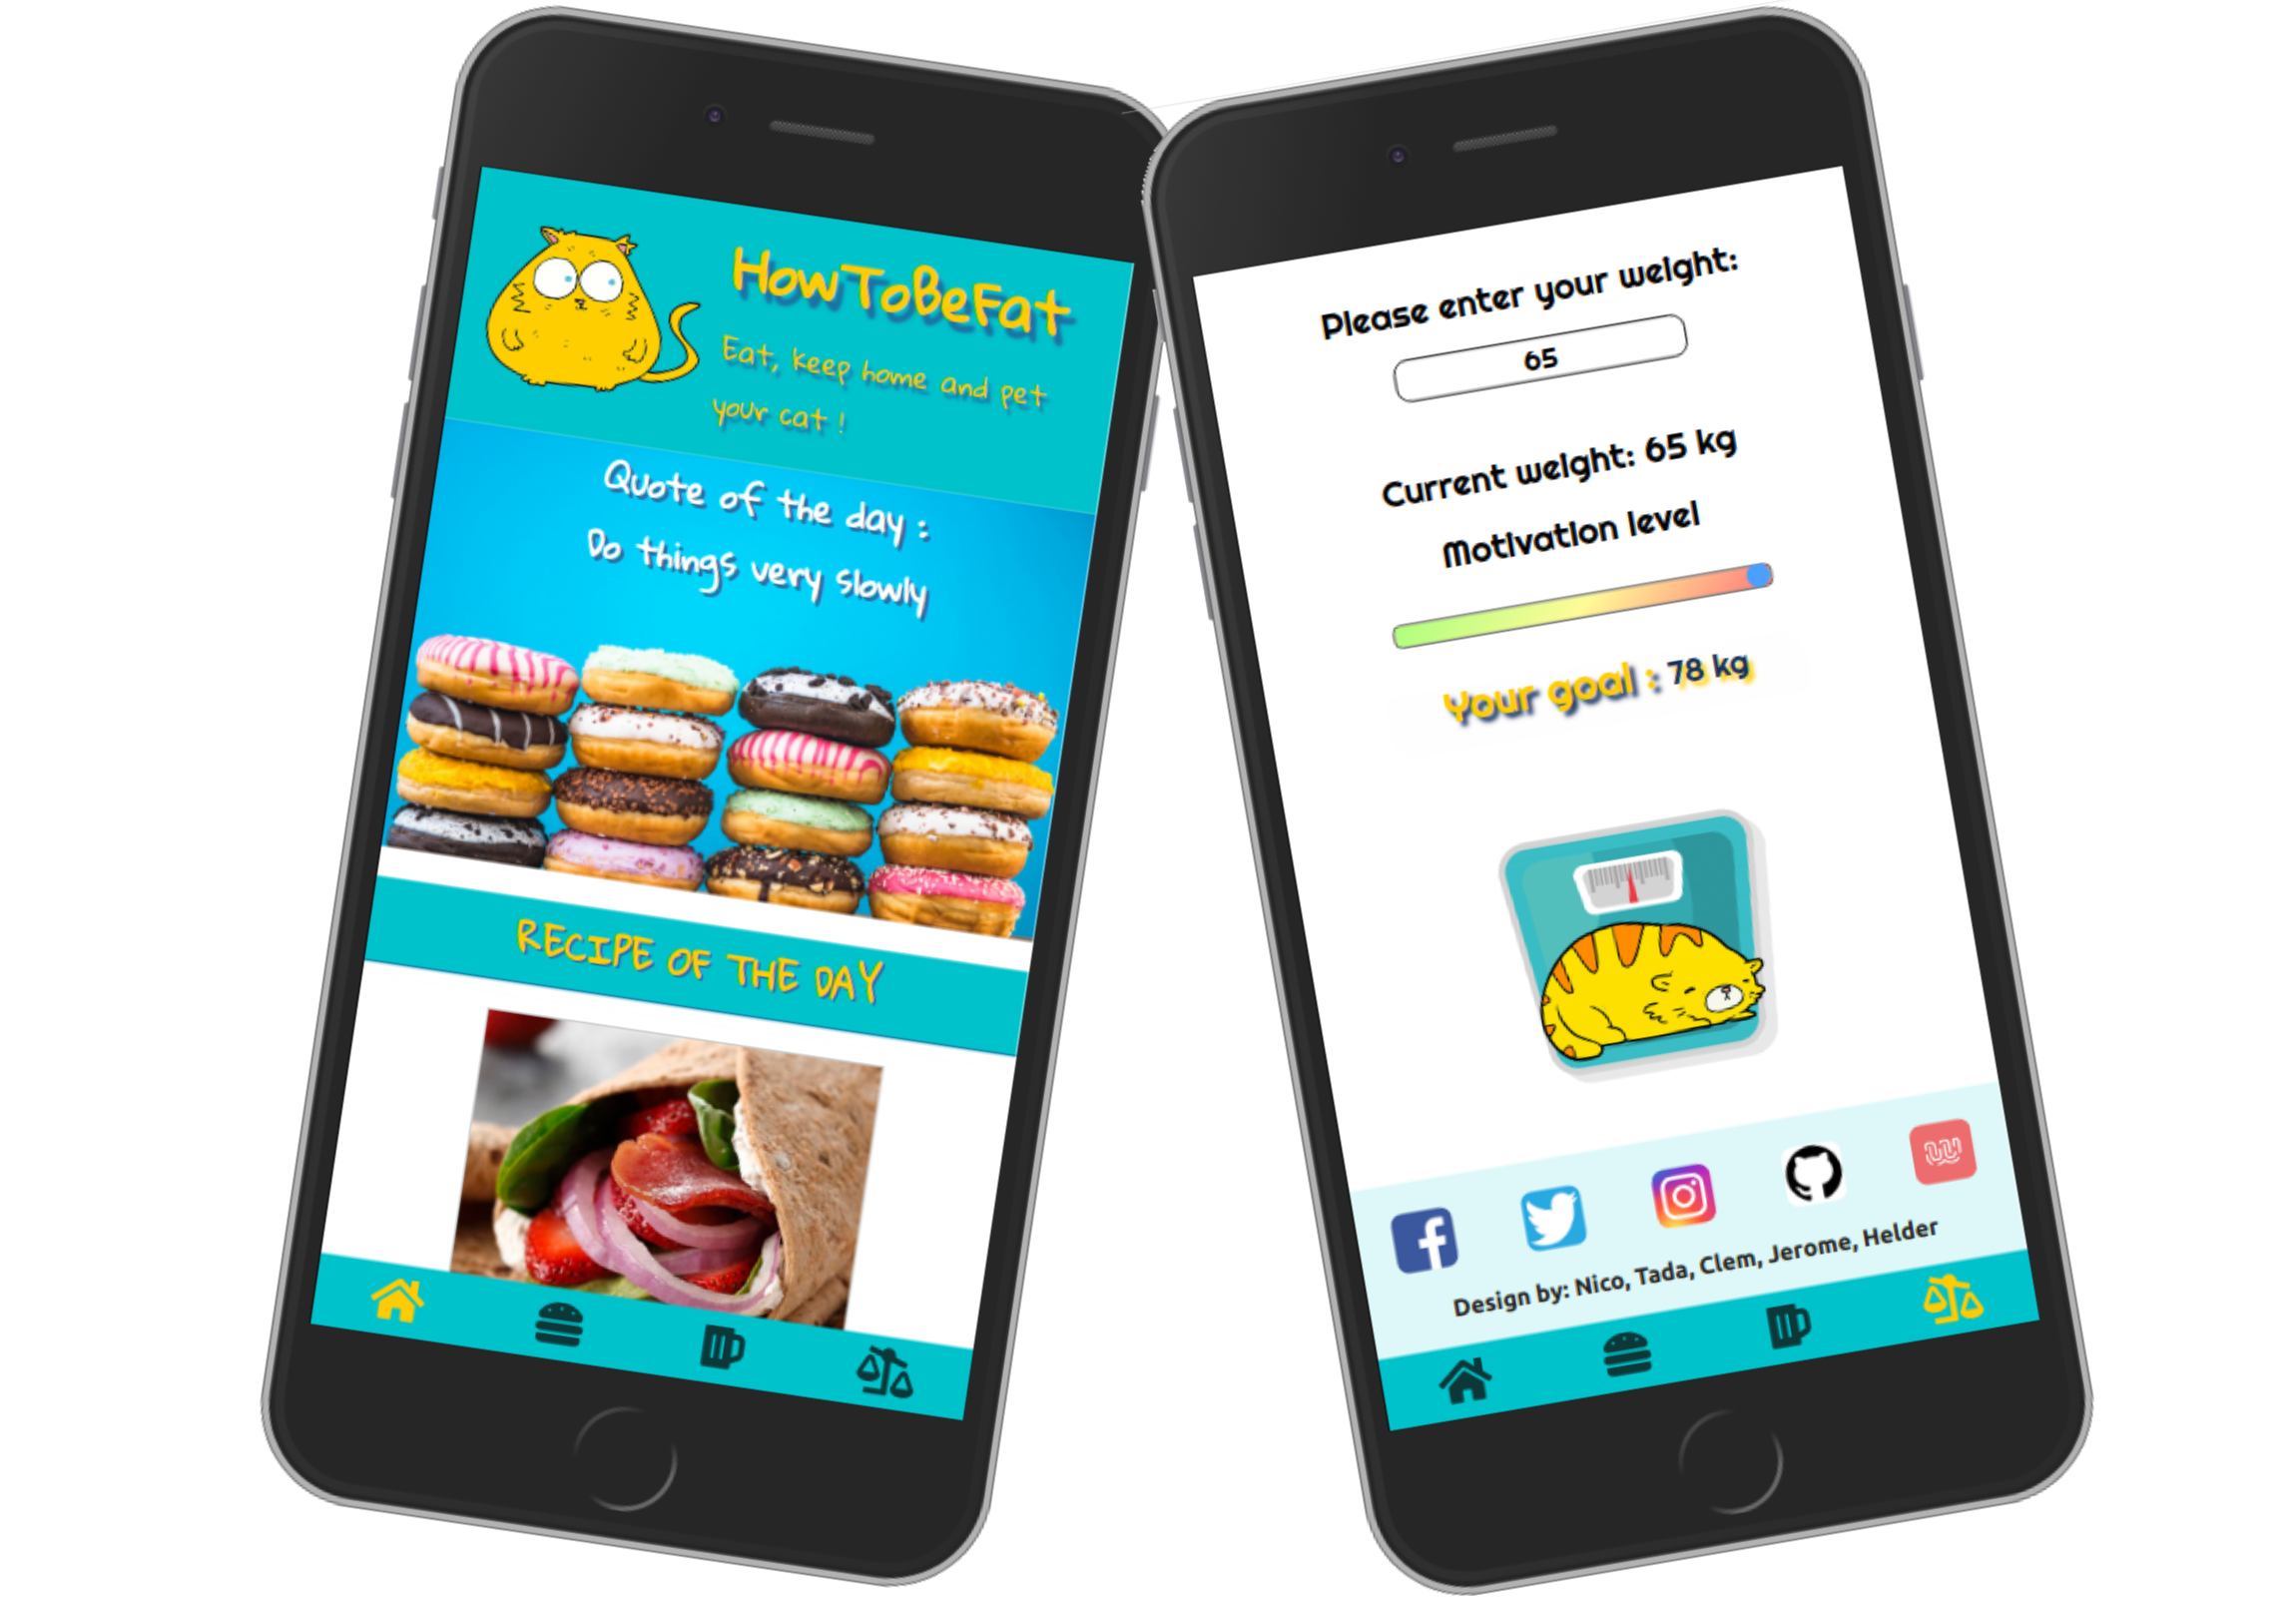 HowToBeFat
Eat, keep home and pet
your cat !
Quote of the day :
Do things very slowly
RECIPE OF THE DAY
Please enter your weight:
65
Current weight: 65 kg
Motivation level
Your goal : 78 kg
Design by: Nico, Tada, Clem, Jerome, Helder